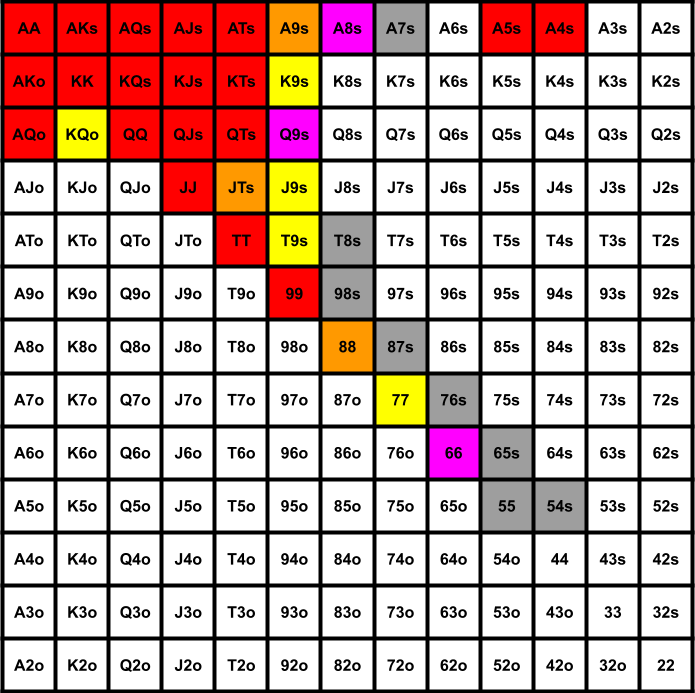 AA AKs AQs AJs ATs A9s A8s A7s A6s A5s A4s A3s A2s
AKo KK KQs KJs KTs K9s K8s K7s K6s K5s K4s K3s K2s
AQo KQo QQ QJs QTs Q9s Q8s Q7s Q6s Q5s Q4s Q3s Q2s
AJo KJo QJo JJ JTs J9s J8s J7s J6s J5s J4s J3s J2s
ATo KTo QTo JTo TT T9s T8s T7s T6s T5s T4s T3s T2s
A9o K9o Q9o J9o T9o 99 98s 97s 96s 95s 94s 93s 92s
A8o K8o Q8o J8o T8o 98o 88 87s 86s 85s 84s 83s 82s
A7o K7o Q7o J7o T7o 97o 87o 77 76s 75s 74s 73s 72s
A6o K6o Q6o J6o T6o 96o 86o 76o 66 65s 64s 63s 62s
A5o K5o Q5o J5o T5o 95o 85o 75o 65o 55 54s 53s 52s
A4o K4o Q4o J4o T4o 94o 84o 74o 64o 54o 44 43s 42s
A3o K3o Q3o J3o T3o 93o 83o 73o 63o 53o 43o 33 32s
A2o K2o Q2o J2o T2o 92o 82o 72o 62o 52o 42o 32o 22